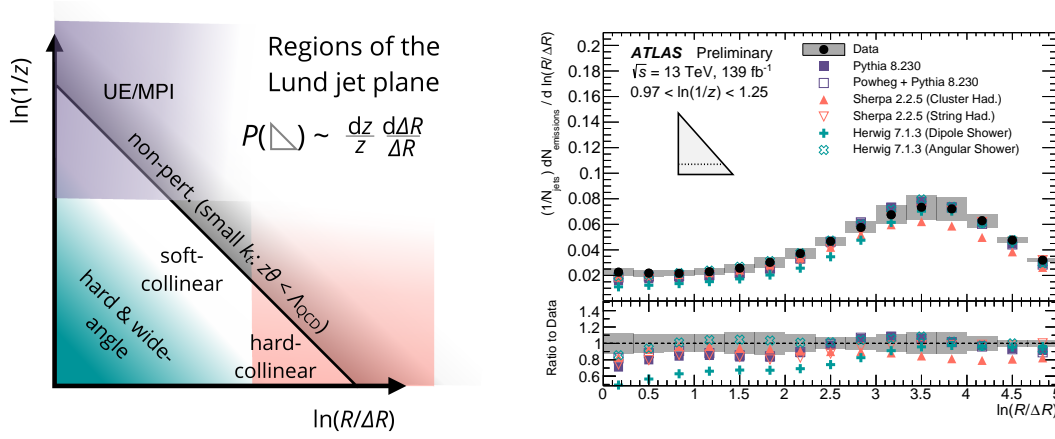 Regions of the
Lund jet plane
P(◺) ~ dz/z dΔR/ΔR
ln(1/z)
UE/MPI
non-pert. (small kₜ: zθ < Λ_QCD)
soft-
collinear
hard & wide-
angle
hard-
collinear
ln(R/ΔR)
(1/N_jets) dN_emissions / d ln(R/ΔR)
0.2
0.18
0.16
0.14
0.12
0.1
0.08
0.06
0.04
0.02
ATLAS Preliminary
√s = 13 TeV, 139 fb⁻¹
0.97 < ln(1/z) < 1.25
Data
Pythia 8.230
Powheg + Pythia 8.230
Sherpa 2.2.5 (Cluster Had.)
Sherpa 2.2.5 (String Had.)
Herwig 7.1.3 (Dipole Shower)
Herwig 7.1.3 (Angular Shower)
Ratio to Data
1.4
1.2
1
0.8
0.6
0 0.5 1 1.5 2 2.5 3 3.5 4 4.5 5
ln(R/ΔR)